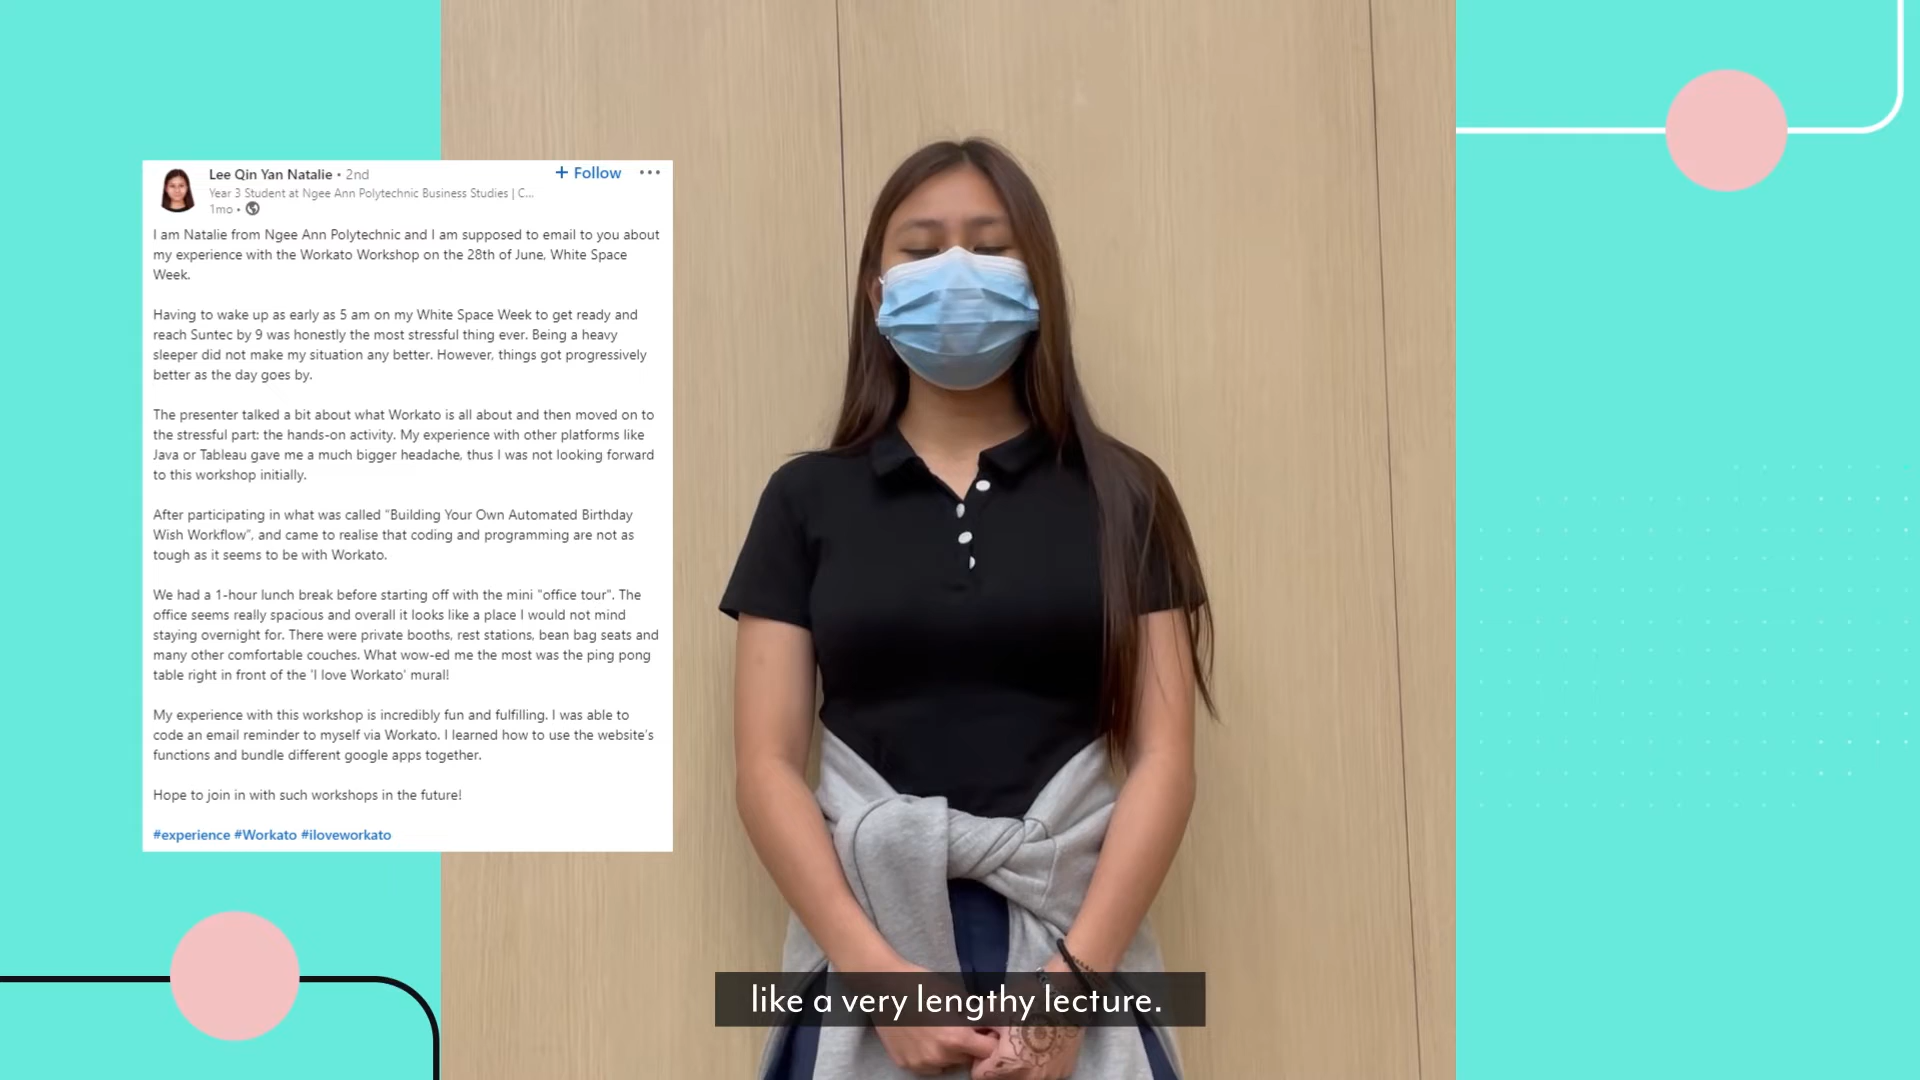 Lee Qin Yan Natalie • 2nd
+ Follow
Year 3 Student at Ngee Ann Polytechnic Business Studies | C...
1mo •
I am Natalie from Ngee Ann Polytechnic and I am supposed to email to you about
my experience with the Workato Workshop on the 28th of June, White Space
Week.
Having to wake up as early as 5 am on my White Space Week to get ready and
reach Suntec by 9 was honestly the most stressful thing ever. Being a heavy
sleeper did not make my situation any better. However, things got progressively
better as the day goes by.
The presenter talked a bit about what Workato is all about and then moved on to
the stressful part: the hands-on activity. My experience with other platforms like
Java or Tableau gave me a much bigger headache, thus I was not looking forward
to this workshop initially.
After participating in what was called "Building Your Own Automated Birthday
Wish Workflow", and came to realise that coding and programming are not as
tough as it seems to be with Workato.
We had a 1-hour lunch break before starting off with the mini "office tour". The
office seems really spacious and overall it looks like a place I would not mind
staying overnight for. There were private booths, rest stations, bean bag seats and
many other comfortable couches. What wow-ed me the most was the ping pong
table right in front of the 'I love Workato' mural!
My experience with this workshop is incredibly fun and fulfilling. I was able to
code an email reminder to myself via Workato. I learned how to use the website's
functions and bundle different google apps together.
Hope to join in with such workshops in the future!
#experience #Workato #iloveworkato
like a very lengthy lecture.